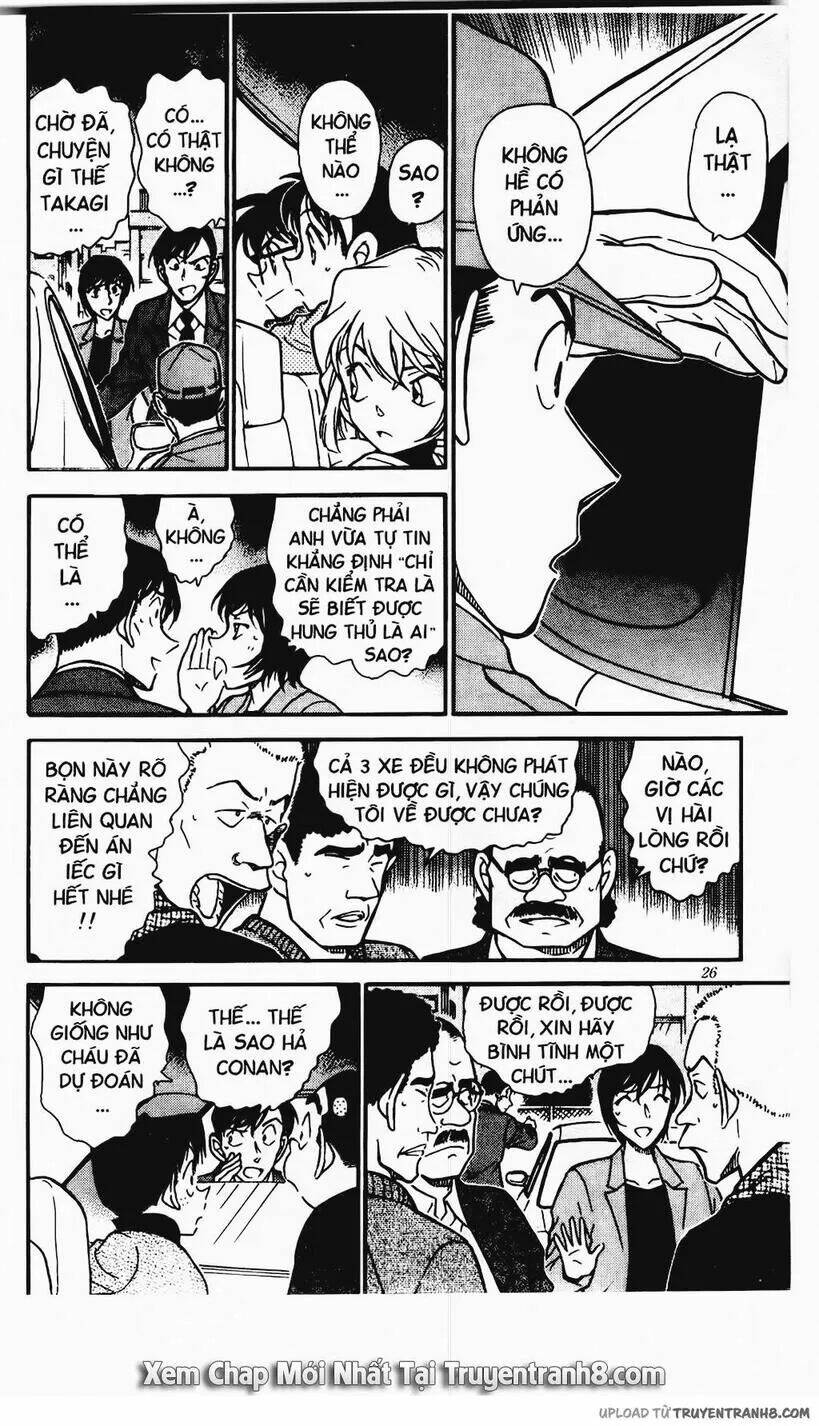 LẠ
THẬT
...
KHÔNG
HỀ CÓ
PHẢN
ỨNG...
SAO
?
KHÔNG
THỂ
NÀO
...
CÓ...
CÓ THẬT
KHÔNG
...?
CHỜ ĐÃ,
CHUYỆN
GÌ THẾ
TAKAGI
...
CHẲNG PHẢI
ANH VỪA TỰ TIN
KHẲNG ĐỊNH "CHỈ
CẦN KIỂM TRA LÀ
SẼ BIẾT ĐƯỢC
HUNG THỦ LÀ AI"
SAO?
À,
KHÔNG
...
CÓ
THỂ
LÀ
...
NÀO,
GIỜ CÁC
VỊ HÀI
LÒNG RỒI
CHỨ?
CẢ 3 XE ĐỀU KHÔNG PHÁT
HIỆN ĐƯỢC GÌ, VẬY CHÚNG
TÔI VỀ ĐƯỢC CHƯA?
BỌN NÀY RÕ
RÀNG CHẲNG
LIÊN QUAN
ĐẾN ÁN
IẾC GÌ
HẾT NHÉ
!!
26
ĐƯỢC RỒI, ĐƯỢC
RỒI, XIN HÃY
BÌNH TĨNH MỘT
CHÚT...
THẾ... THẾ
LÀ SAO HẢ
CONAN?
KHÔNG
GIỐNG NHƯ
CHÁU ĐÃ
DỰ ĐOÁN
...
Xem Chap Mới Nhất Tại Truyentranh8.com
UPLOAD TỪ TRUYENTRANH8.COM